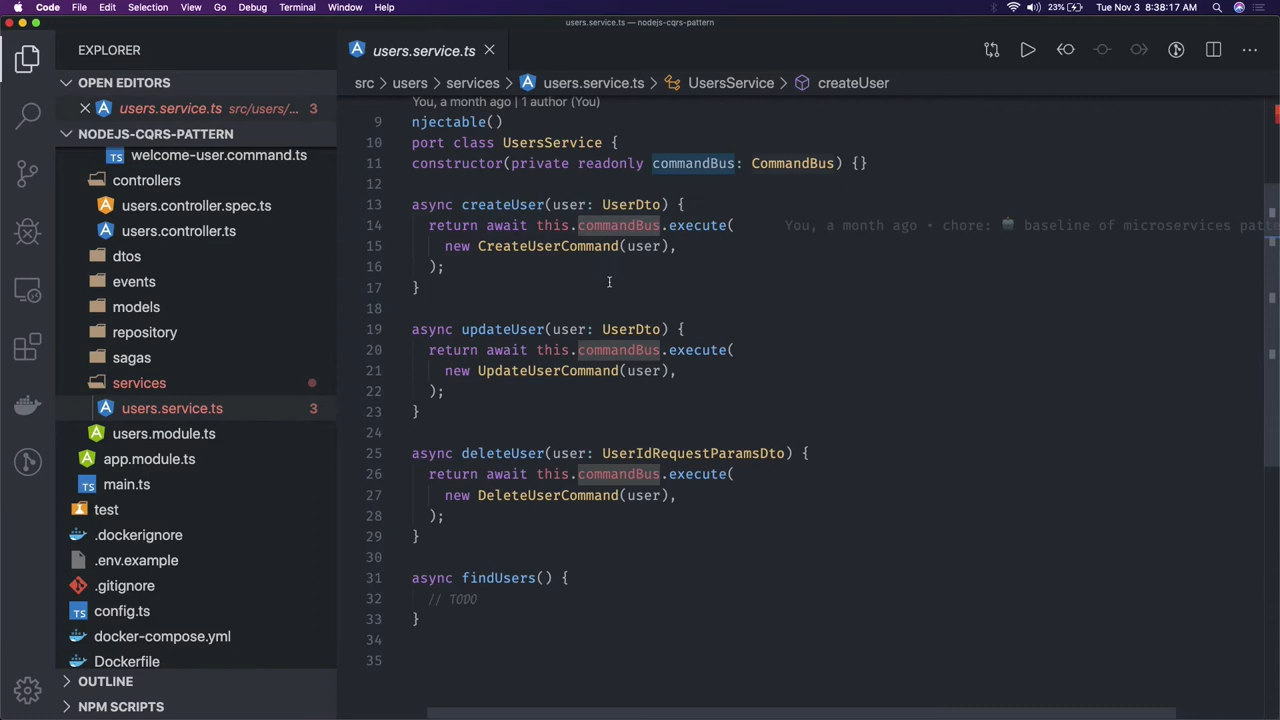 Code File Edit Selection View Go Debug Terminal Window Help 23% Tue Nov 3 8:38:17 AM
users.service.ts — nodejs-cqrs-pattern
EXPLORER
users.service.ts
OPEN EDITORS
users.service.ts src/users/... 3
NODEJS-CQRS-PATTERN
TS welcome-user.command.ts
controllers
users.controller.spec.ts
users.controller.ts
dtos
events
models
repository
sagas
services
users.service.ts 3
users.module.ts
app.module.ts
TS main.ts
test
.dockerignore
.env.example
.gitignore
TS config.ts
docker-compose.yml
Dockerfile
OUTLINE
NPM SCRIPTS
src > users > services > users.service.ts > UsersService > createUser
You, a month ago | 1 author (You)
9 njectable()
10 port class UsersService {
11 constructor(private readonly commandBus: CommandBus) {}
12
13 async createUser(user: UserDto) {
14 return await this.commandBus.execute( You, a month ago • chore: baseline of microservices patt
15 new CreateUserCommand(user),
16 );
17 }
18
19 async updateUser(user: UserDto) {
20 return await this.commandBus.execute(
21 new UpdateUserCommand(user),
22 );
23 }
24
25 async deleteUser(user: UserIdRequestParamsDto) {
26 return await this.commandBus.execute(
27 new DeleteUserCommand(user),
28 );
29 }
30
31 async findUsers() {
32 // TODO
33 }
34
35